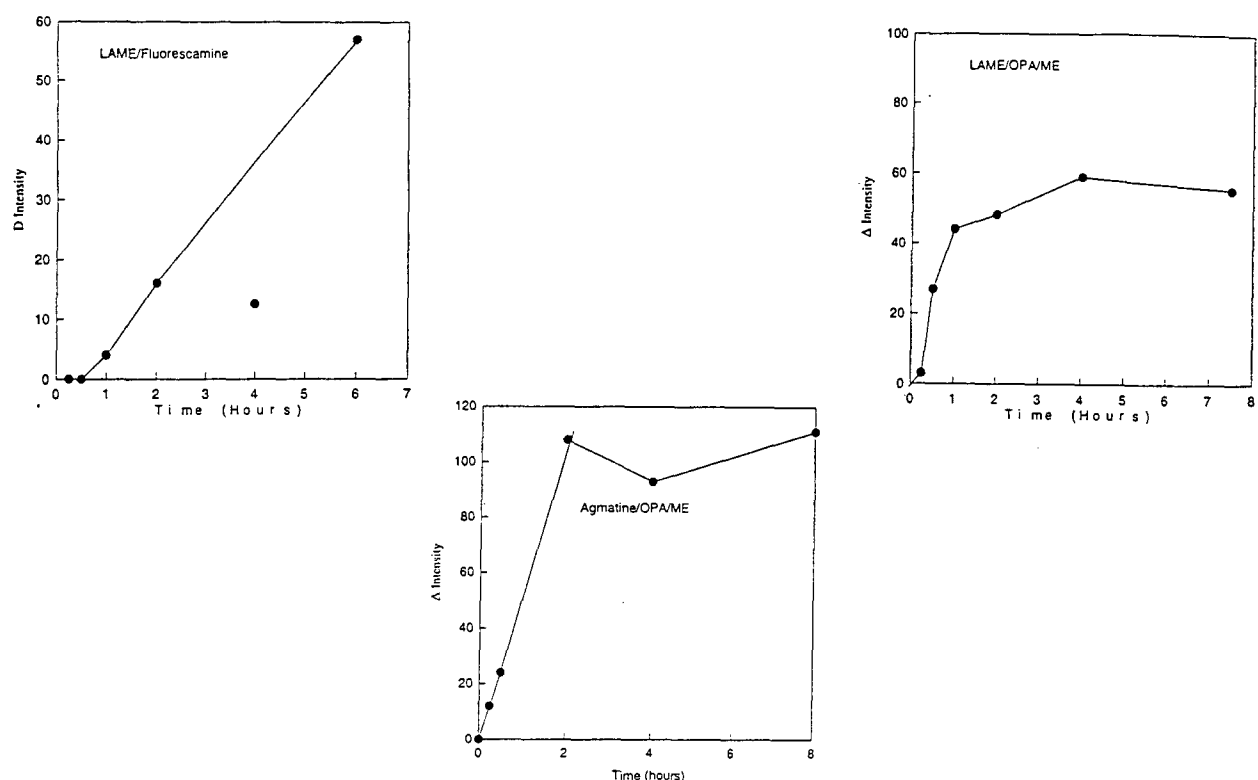 60
50
40
30
20
10
0
LAME/Fluorescamine
D Intensity
0 1 2 3 4 5 6 7
Time (Hours)
100
80
60
40
20
0
LAME/OPA/ME
Δ Intensity
0 1 2 3 4 5 6 7 8
Time (Hours)
120
100
80
60
40
20
0
Agmatine/OPA/ME
Δ Intensity
0 2 4 6 8
Time (hours)